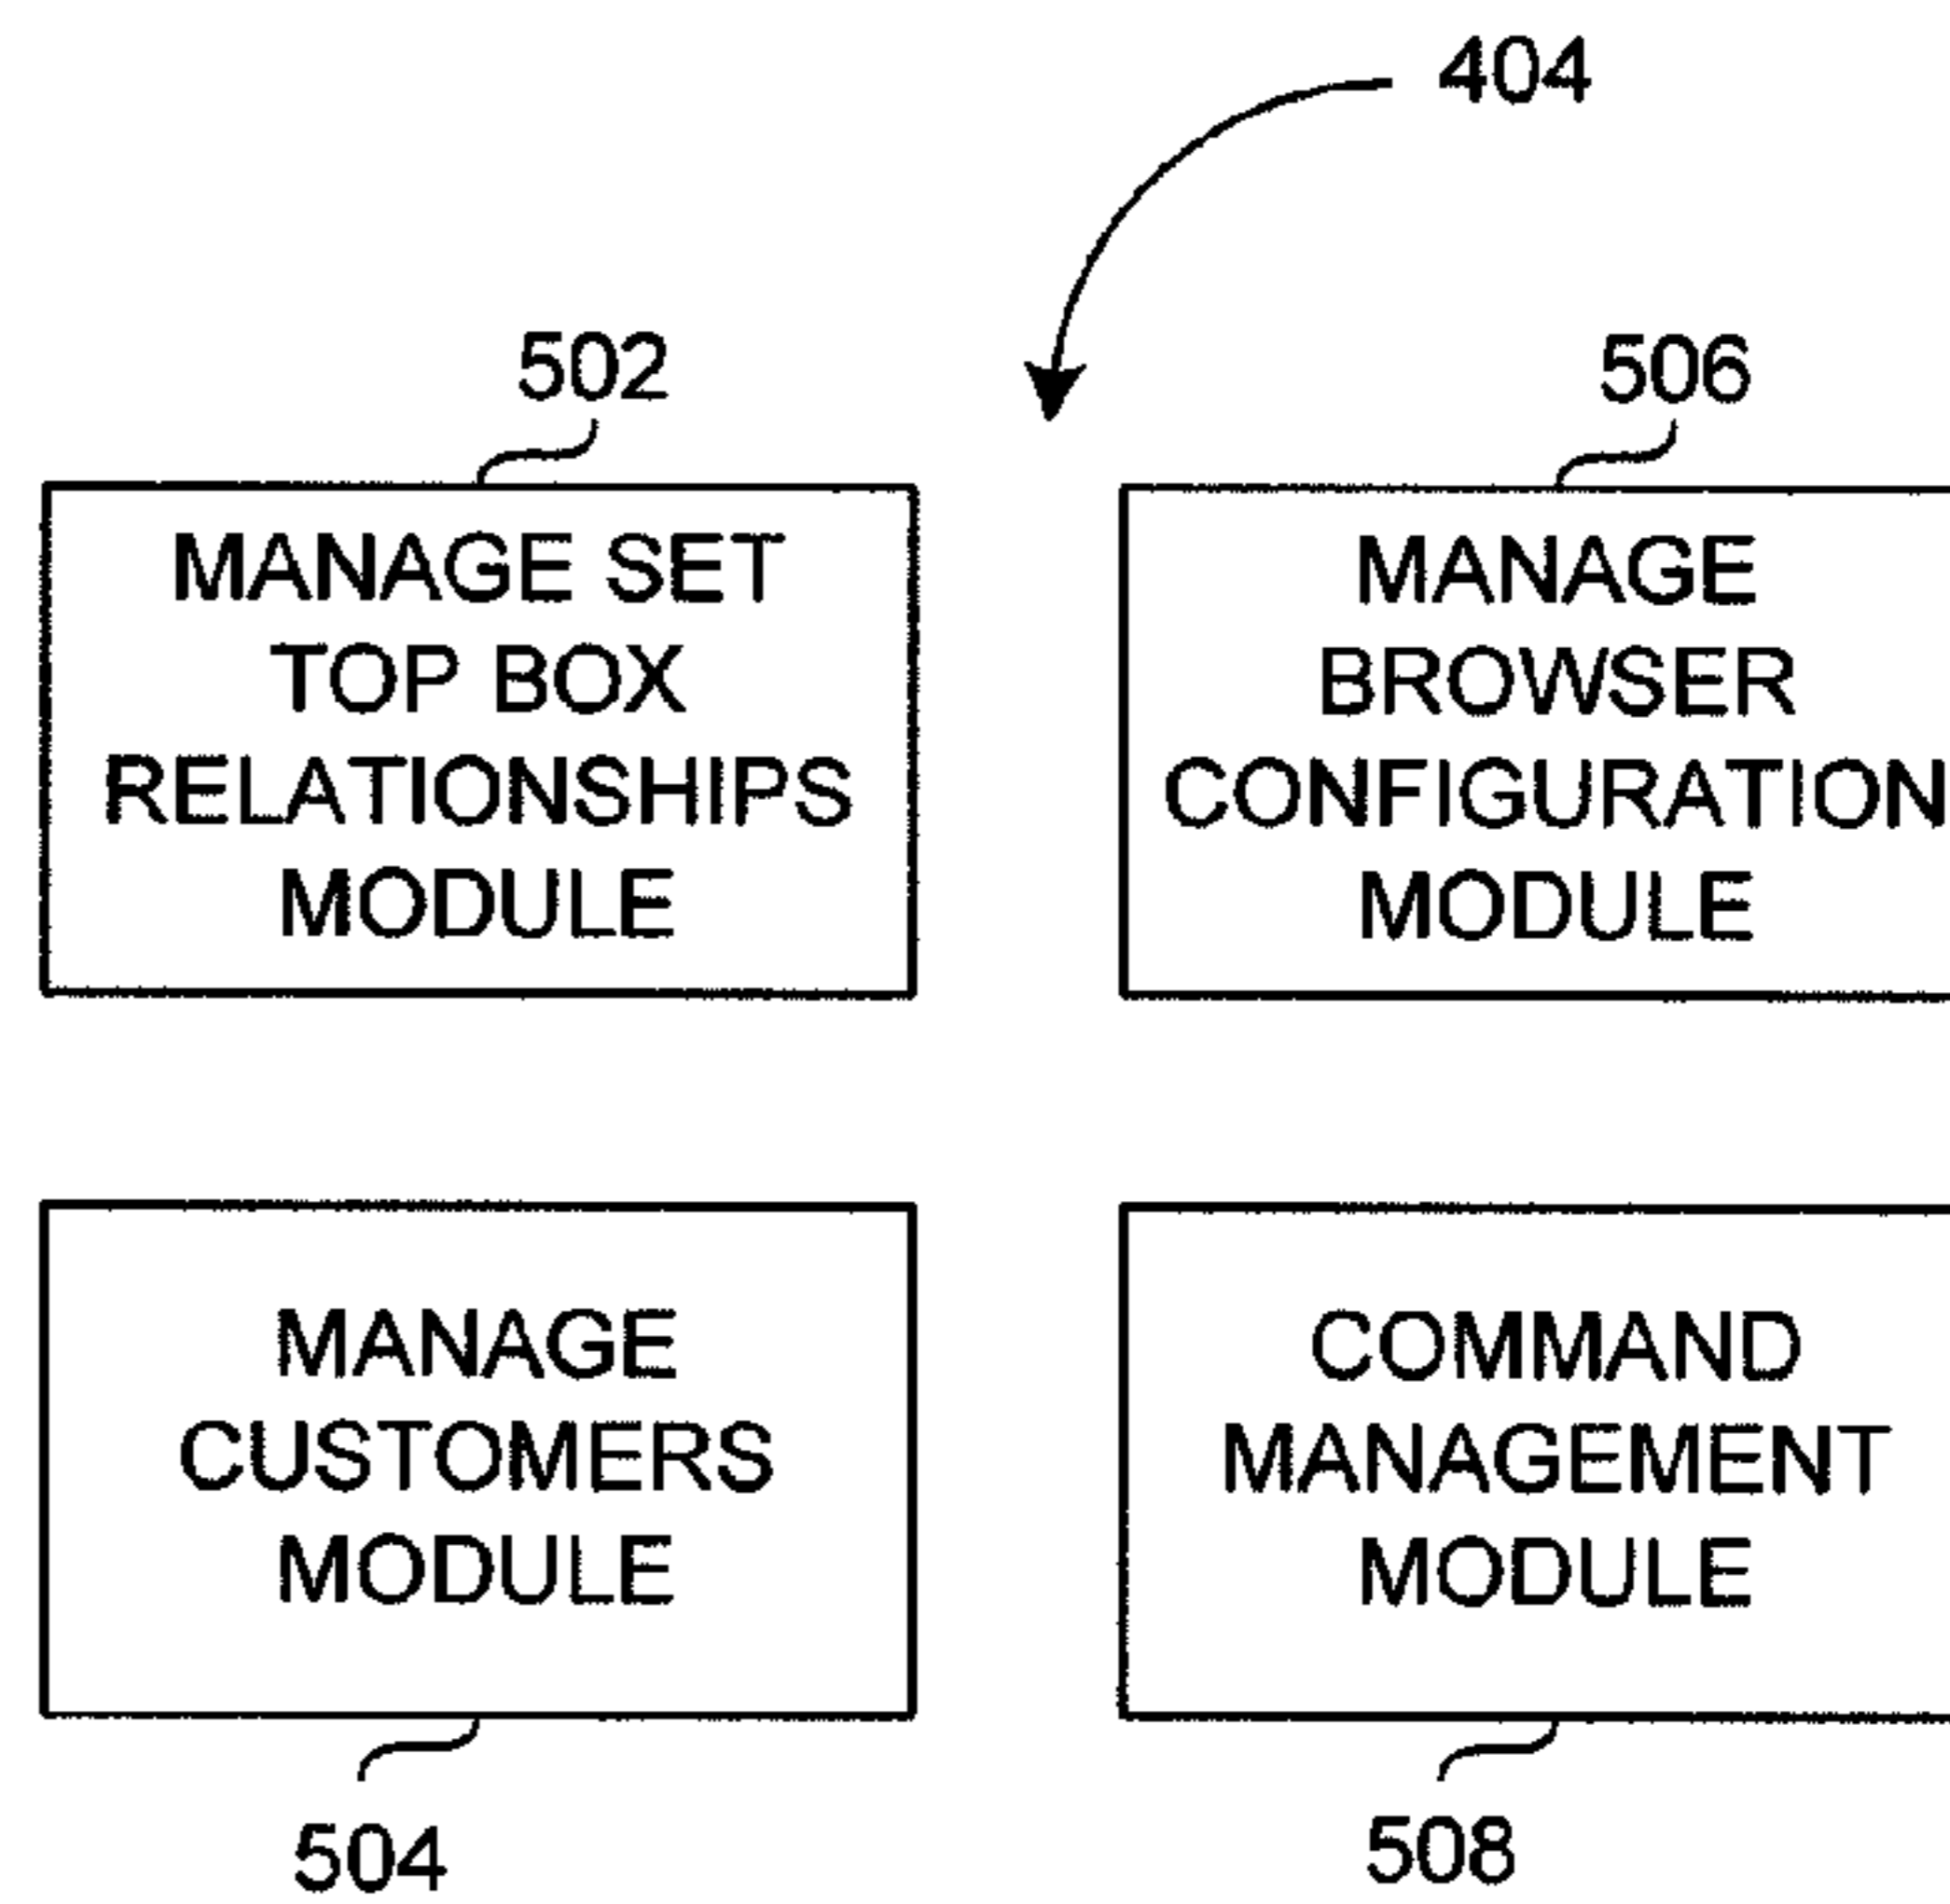 404
502
MANAGE SET
TOP BOX
RELATIONSHIPS
MODULE
506
MANAGE
BROWSER
CONFIGURATION
MODULE
MANAGE
CUSTOMERS
MODULE
504
COMMAND
MANAGEMENT
MODULE
508